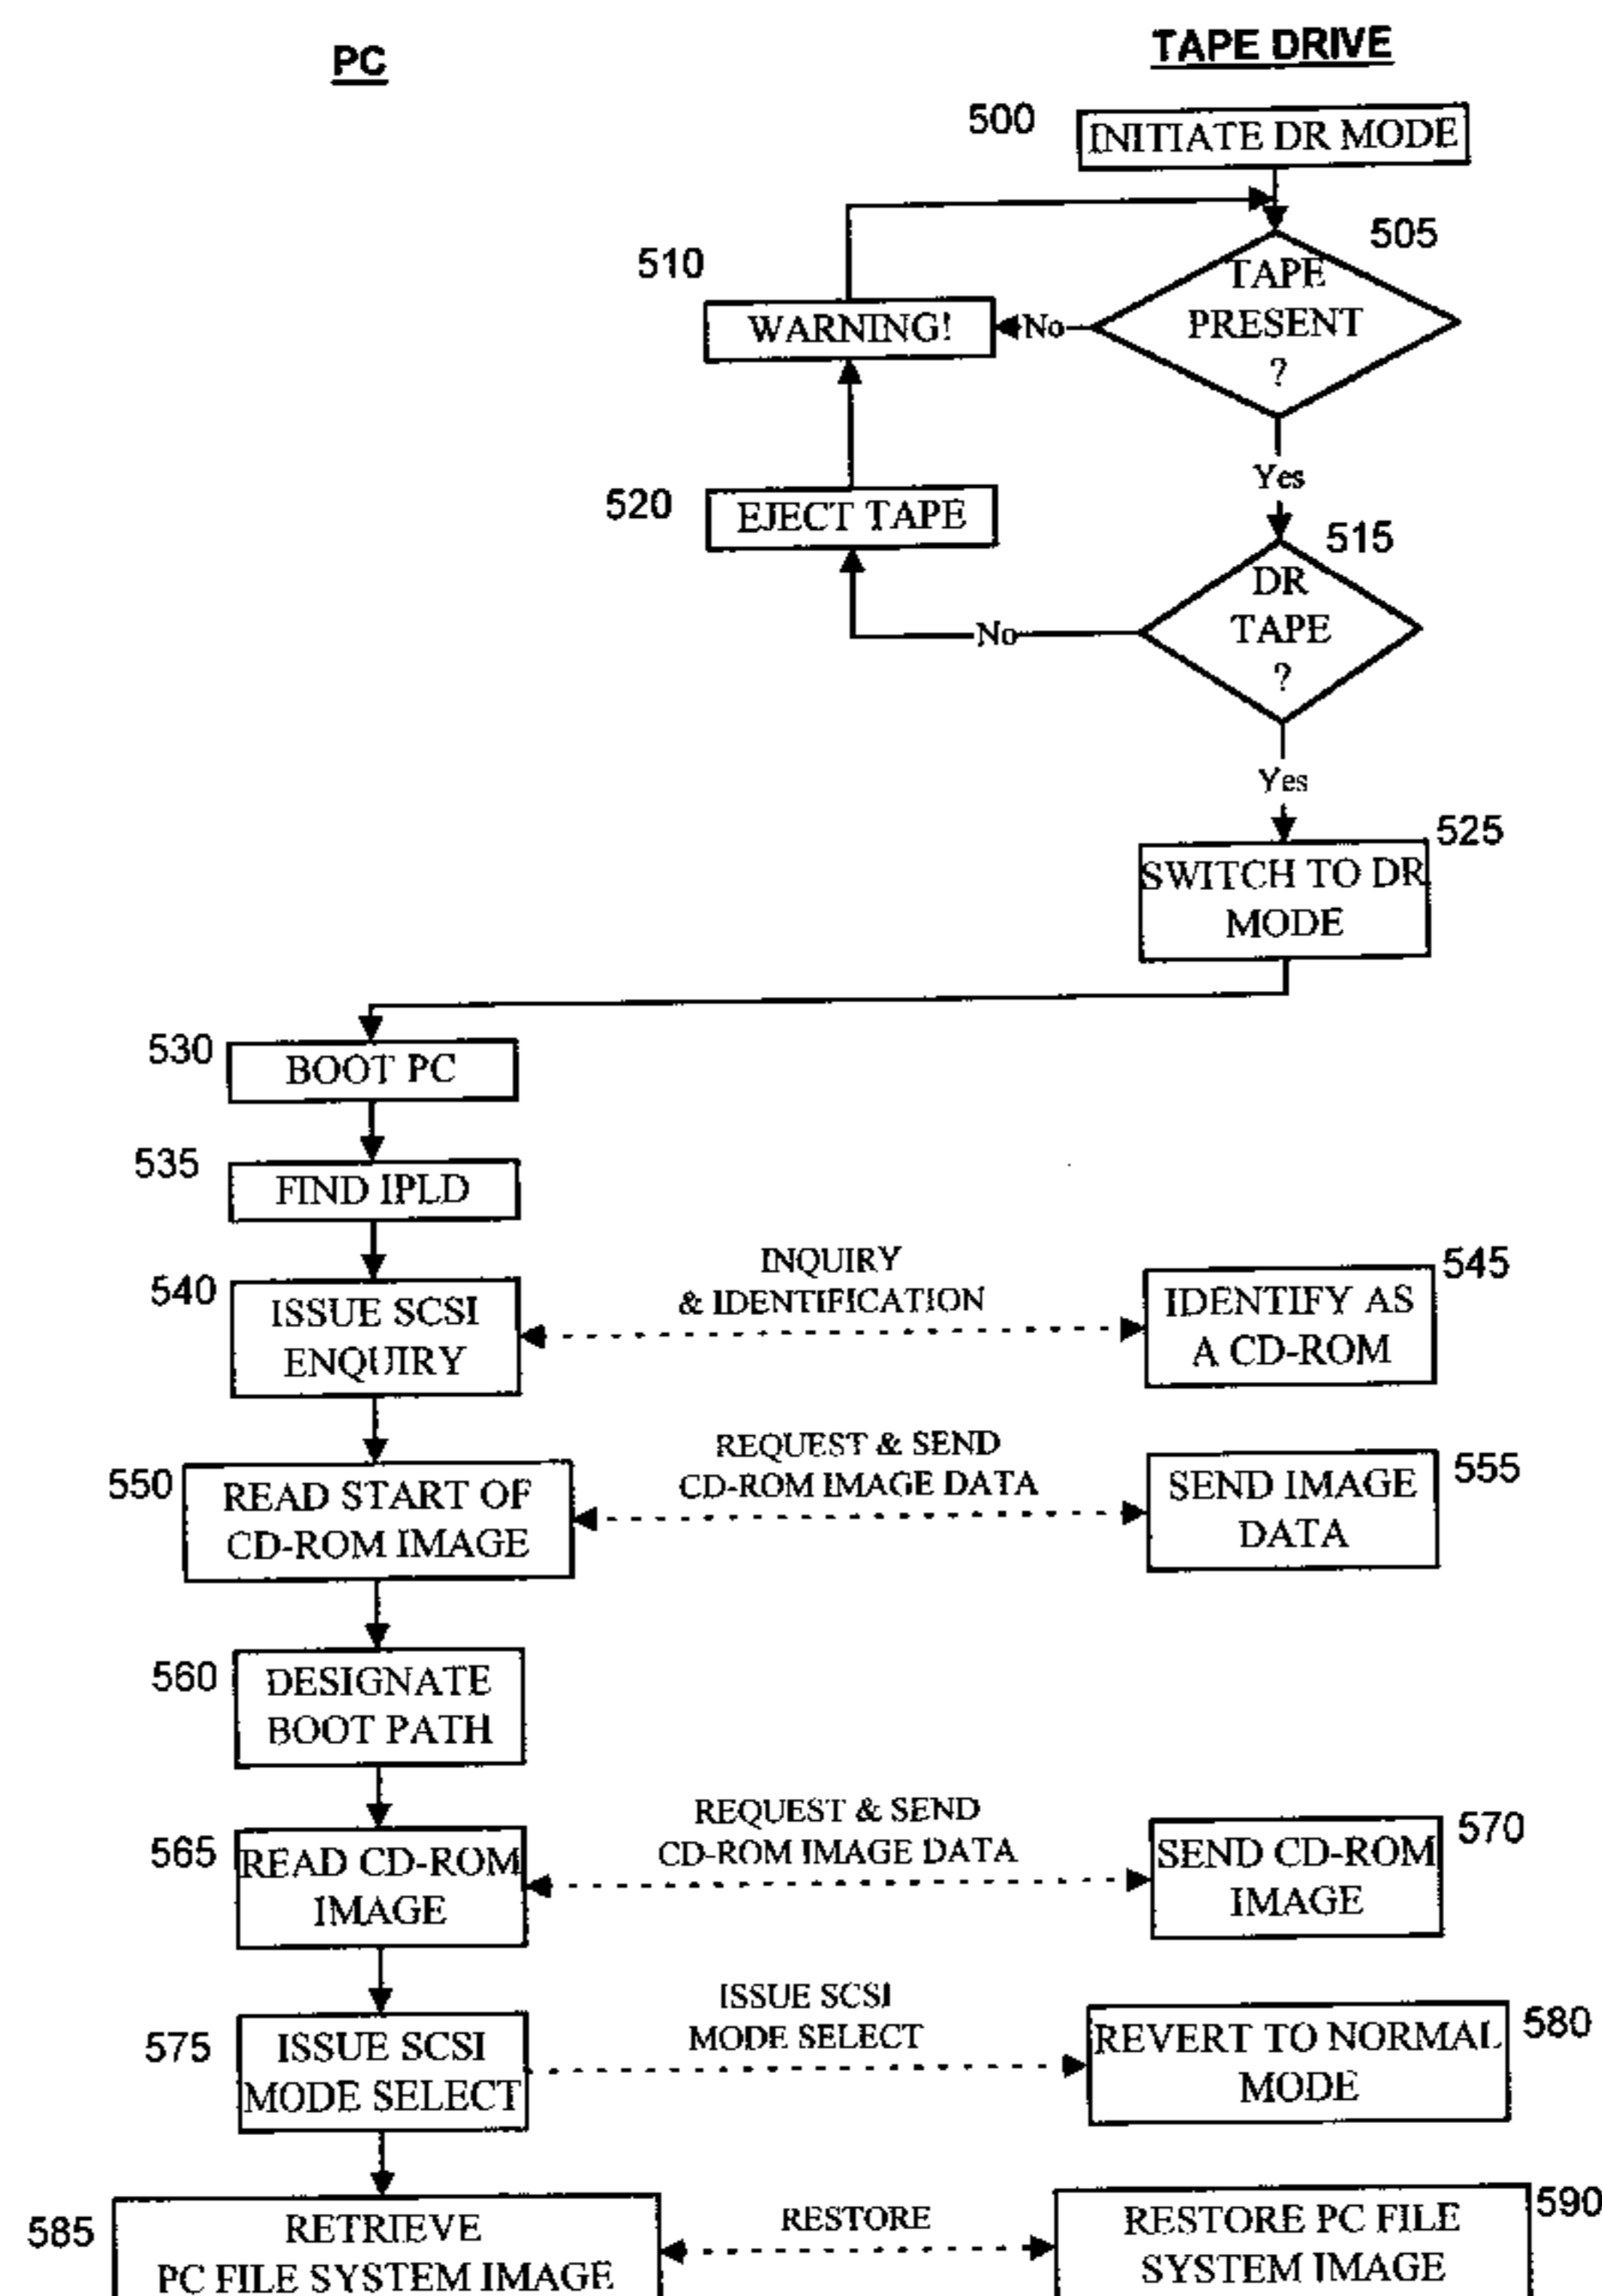 PC
TAPE DRIVE
500
INITIATE DR MODE
505
TAPE
PRESENT
?
510
WARNING!
No
Yes
520
EJECT TAPE
515
DR
TAPE
?
No
Yes
525
SWITCH TO DR
MODE
530
BOOT PC
535
FIND IPLD
540
ISSUE SCSI
ENQUIRY
INQUIRY
& IDENTIFICATION
545
IDENTIFY AS
A CD-ROM
550
READ START OF
CD-ROM IMAGE
REQUEST & SEND
CD-ROM IMAGE DATA
555
SEND IMAGE
DATA
560
DESIGNATE
BOOT PATH
565
READ CD-ROM
IMAGE
REQUEST & SEND
CD-ROM IMAGE DATA
570
SEND CD-ROM
IMAGE
575
ISSUE SCSI
MODE SELECT
ISSUE SCSI
MODE SELECT
580
REVERT TO NORMAL
MODE
585
RETRIEVE
PC FILE SYSTEM IMAGE
RESTORE
590
RESTORE PC FILE
SYSTEM IMAGE